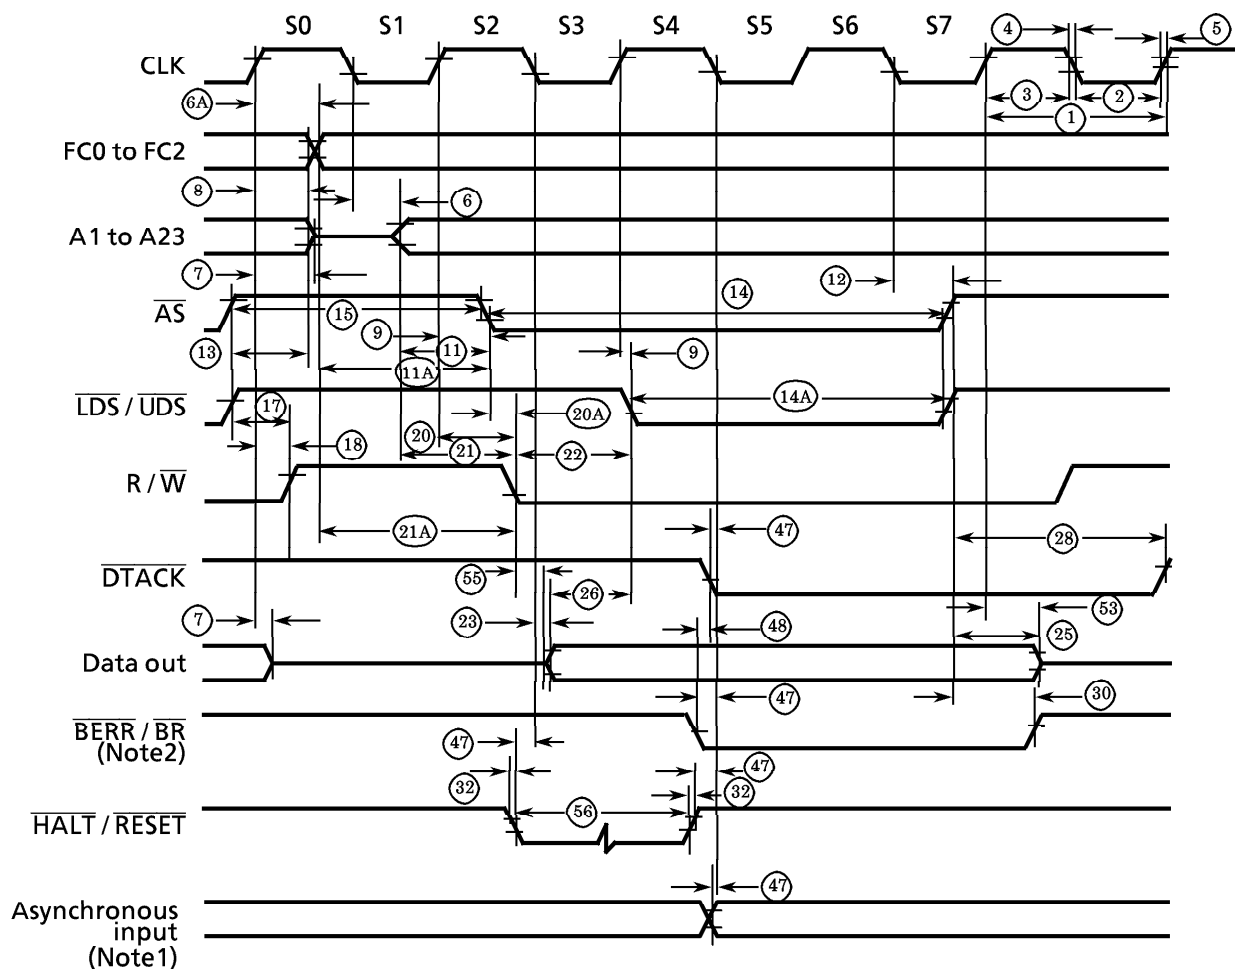 S0 S1 S2 S3 S4 S5 S6 S7
4 5
CLK
6A 3 2
1
FC0 to FC2
8 6
A1 to A23
7 12 14
AS
15
9
13 11 9
11A
LDS / UDS
17 20A 14A
20
18 21 22
R / W
21A 47 28
DTACK
55
26
7 23 48 53
25
Data out
47 30
BERR / BR
(Note2)
47
47
32 32
56
HALT / RESET
47
Asynchronous
input
(Note1)